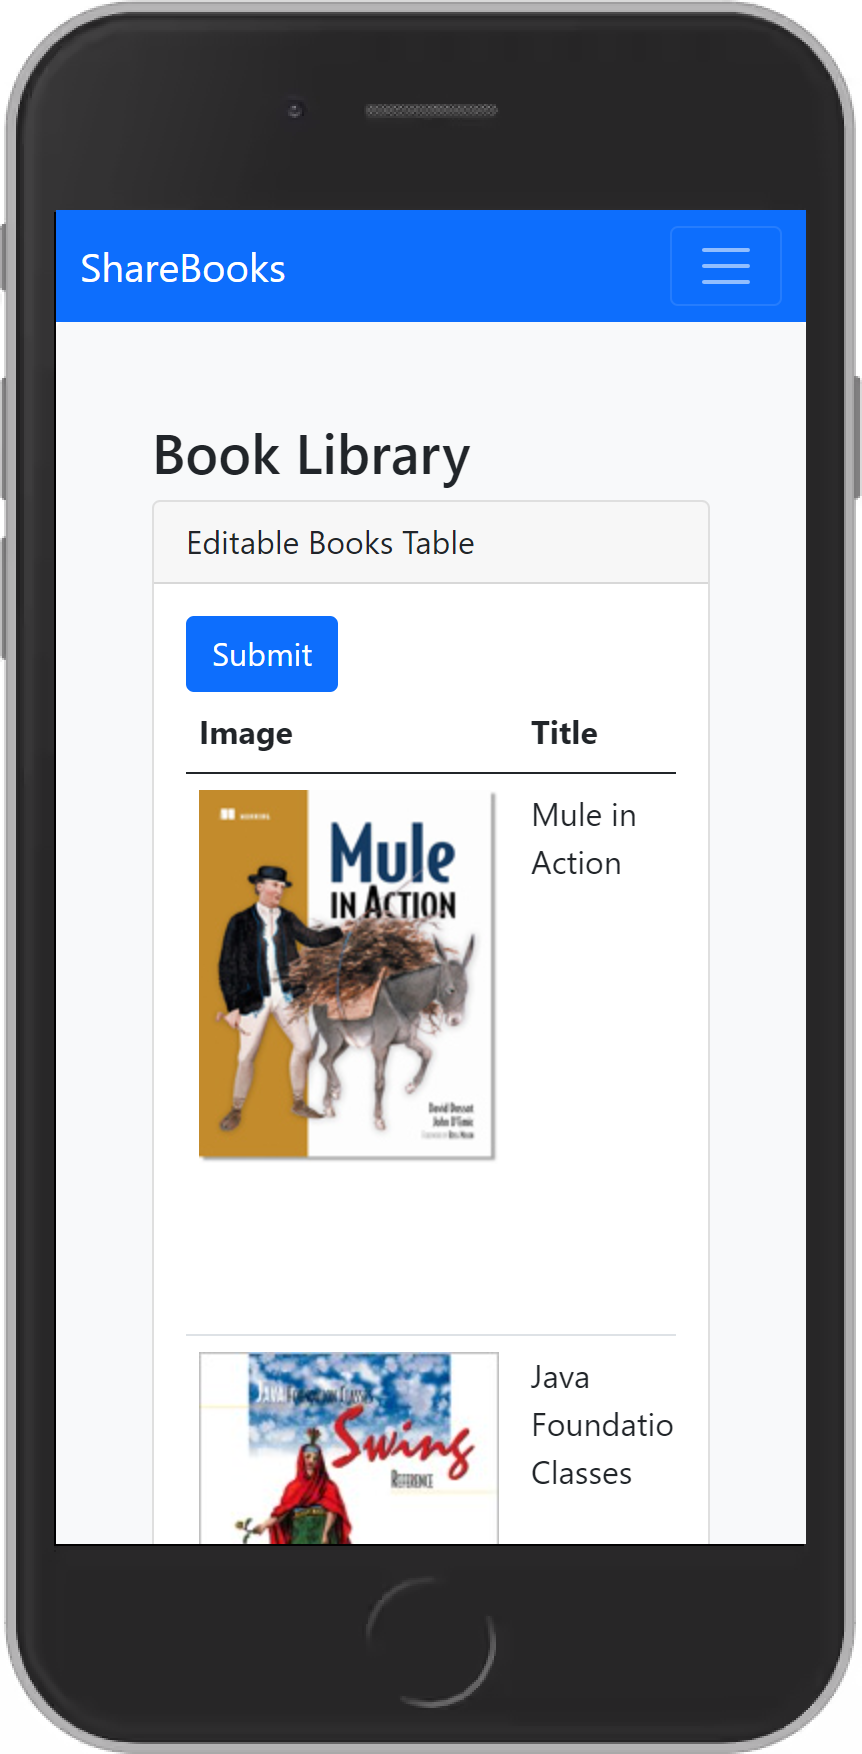 ShareBooks
Book Library
Editable Books Table
Submit
Image Title
MANNING
Mule
IN ACTION
David Dossot
John D'Emic
Mule in
Action
JAVA FOUNDATION CLASSES
Swing
REFERENCE
Java
Foundatio
Classes